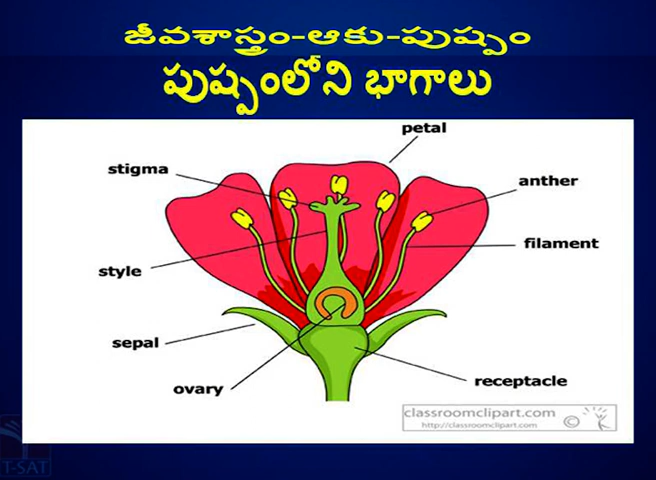 జీవశాస్త్రం-ఆకు-పుష్పం
పుష్పంలోని భాగాలు
petal
stigma
anther
filament
style
sepal
ovary
receptacle
classroomclipart.com ©
http://classroomclipart.com
T-SAT